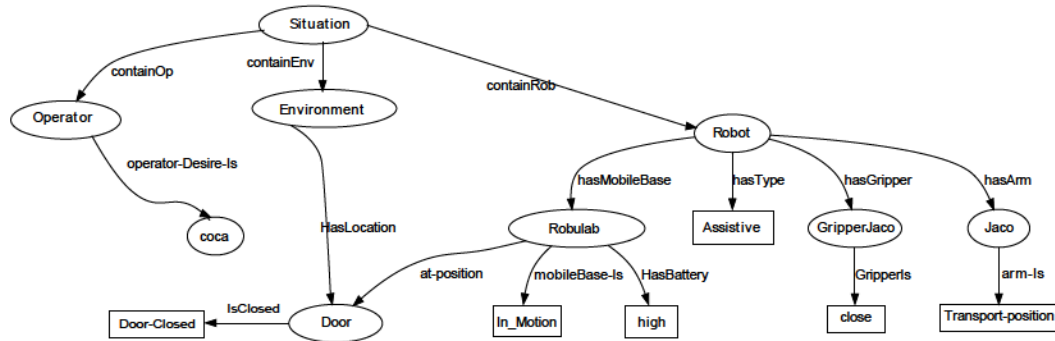 Situation
containOp
containEnv
containRob
Operator
Environment
Robot
operator-Desire-Is
hasMobileBase
hasType
hasGripper
hasArm
coca
HasLocation
Robulab
Assistive
GripperJaco
Jaco
at-position
mobileBase-Is
HasBattery
GripperIs
arm-Is
IsClosed
Door-Closed
Door
In_Motion
high
close
Transport-position